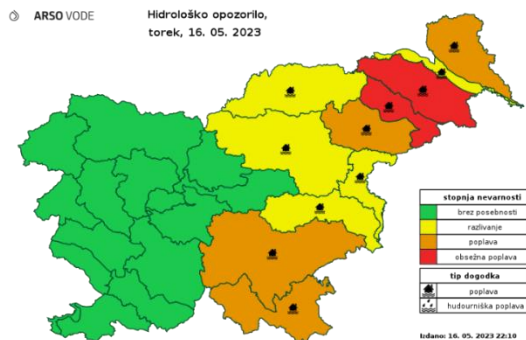 ARSO VODE
Hidrološko opozorilo,
torek, 16. 05. 2023
stopnja nevarnosti
brez posebnosti
razlivanje
poplava
obsežna poplava
tip dogodka
poplava
hudourniška poplava
Izdano: 16. 05. 2023 22:10